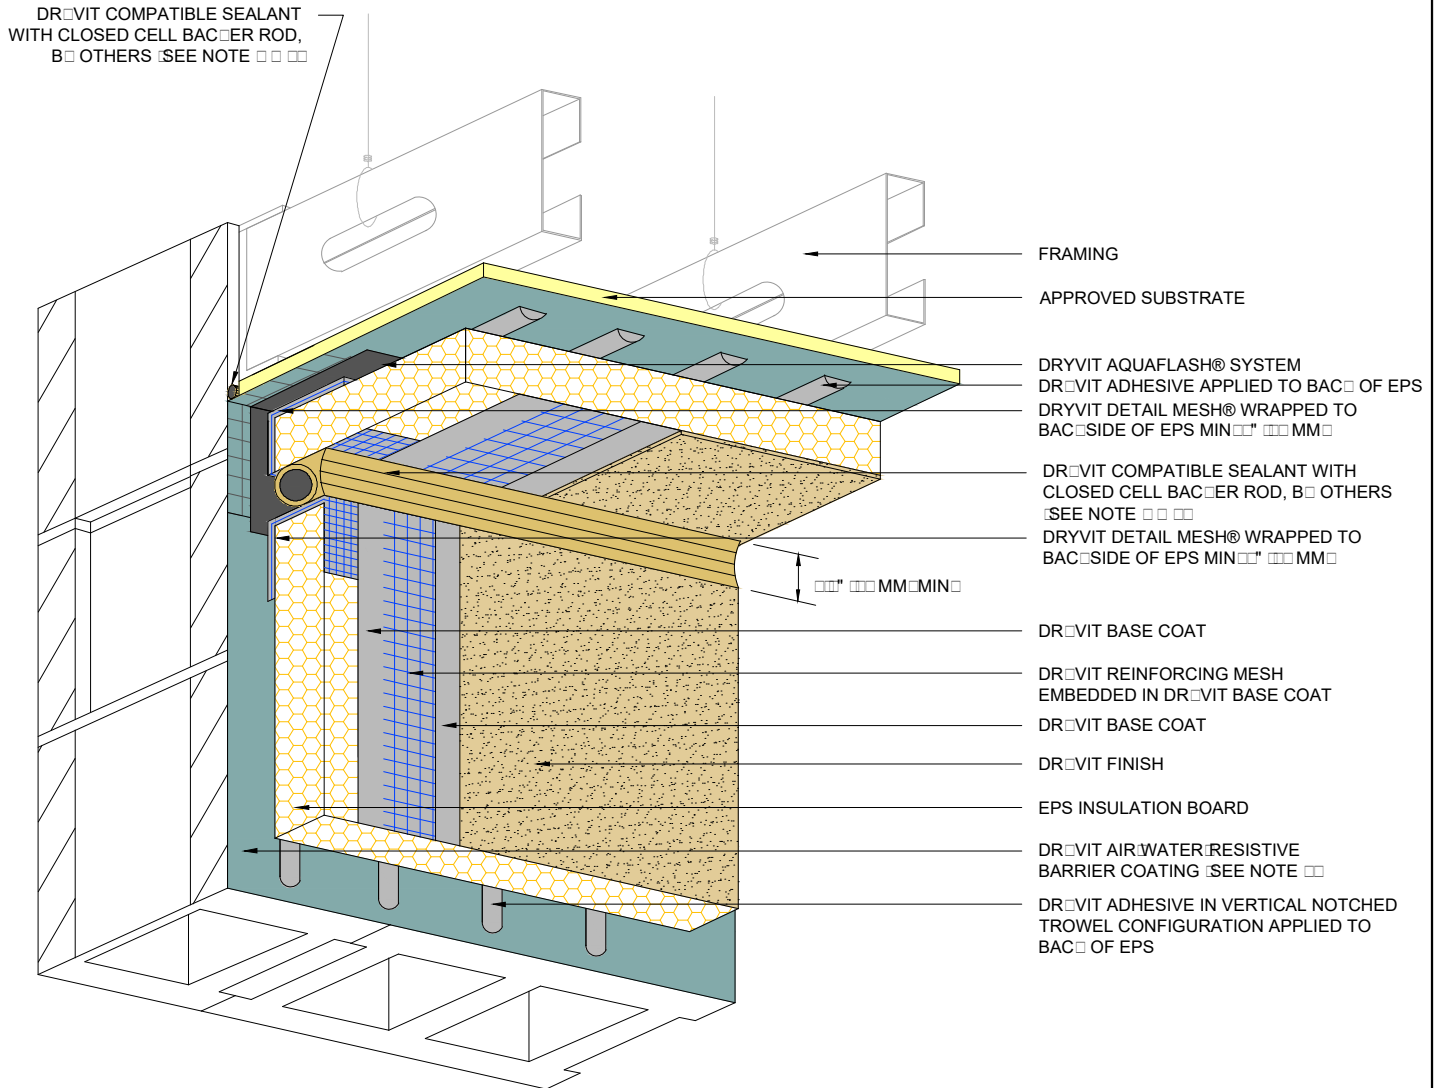 DR□VIT COMPATIBLE SEALANT
WITH CLOSED CELL BAC□ER ROD,
B□ OTHERS □SEE NOTE □ □ □□
FRAMING
APPROVED SUBSTRATE
DRYVIT AQUAFLASH® SYSTEM
DR□VIT ADHESIVE APPLIED TO BAC□ OF EPS
DRYVIT DETAIL MESH® WRAPPED TO
BAC□SIDE OF EPS MIN□□" □□□ MM□
DR□VIT COMPATIBLE SEALANT WITH
CLOSED CELL BAC□ER ROD, B□ OTHERS
□SEE NOTE □ □ □□
DRYVIT DETAIL MESH® WRAPPED TO
BAC□SIDE OF EPS MIN□□" □□□ MM□
□□□" □□□ MM□MIN□
DR□VIT BASE COAT
DR□VIT REINFORCING MESH
EMBEDDED IN DR□VIT BASE COAT
DR□VIT BASE COAT
DR□VIT FINISH
EPS INSULATION BOARD
DR□VIT AIR□WATER□RESISTIVE
BARRIER COATING □SEE NOTE □□
DR□VIT ADHESIVE IN VERTICAL NOTCHED
TROWEL CONFIGURATION APPLIED TO
BAC□ OF EPS